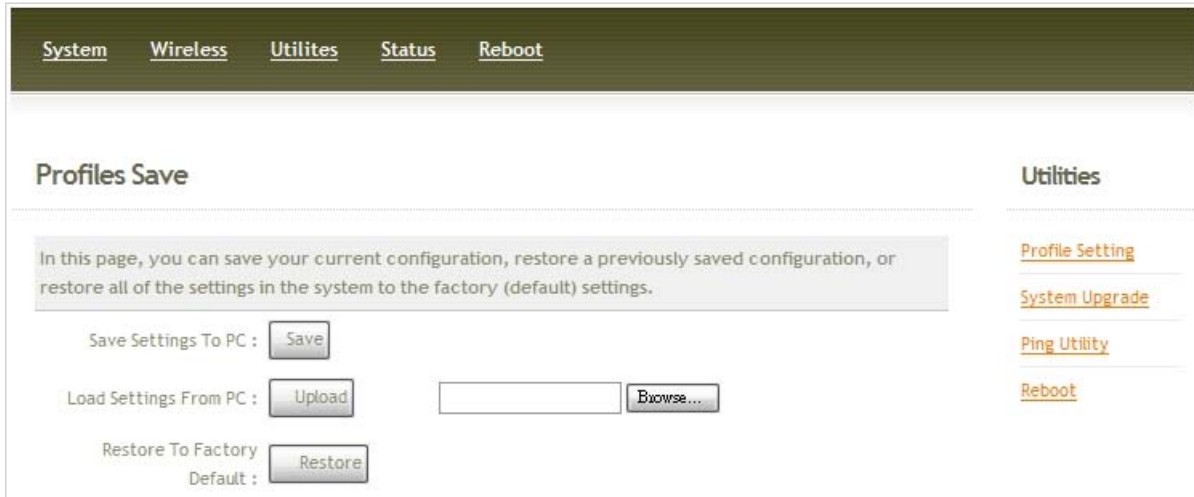 System Wireless Utilites Status Reboot
Profiles Save
In this page, you can save your current configuration, restore a previously saved configuration, or
restore all of the settings in the system to the factory (default) settings.
Save Settings To PC : Save
Load Settings From PC : Upload Browse...
Restore To Factory
Default : Restore
Utilities
Profile Setting
System Upgrade
Ping Utility
Reboot